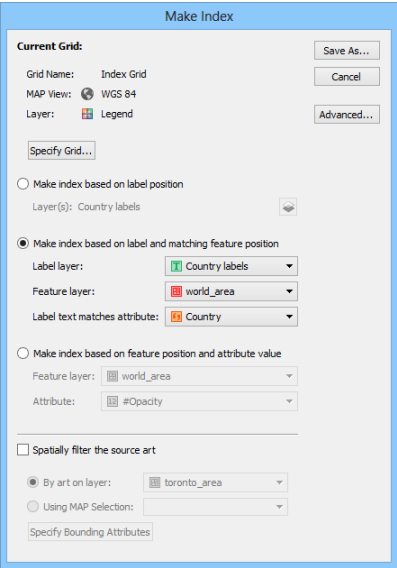 Make Index
Current Grid:
Save As...
Grid Name: Index Grid
Cancel
MAP View: WGS 84
Layer: Legend
Advanced...
Specify Grid...
Make index based on label position
Layer(s): Country labels
Make index based on label and matching feature position
Label layer: T Country labels
Feature layer: world_area
Label text matches attribute: Country
Make index based on feature position and attribute value
Feature layer: world_area
Attribute: 12 #Opacity
Spatially filter the source art
By art on layer: toronto_area
Using MAP Selection:
Specify Bounding Attributes